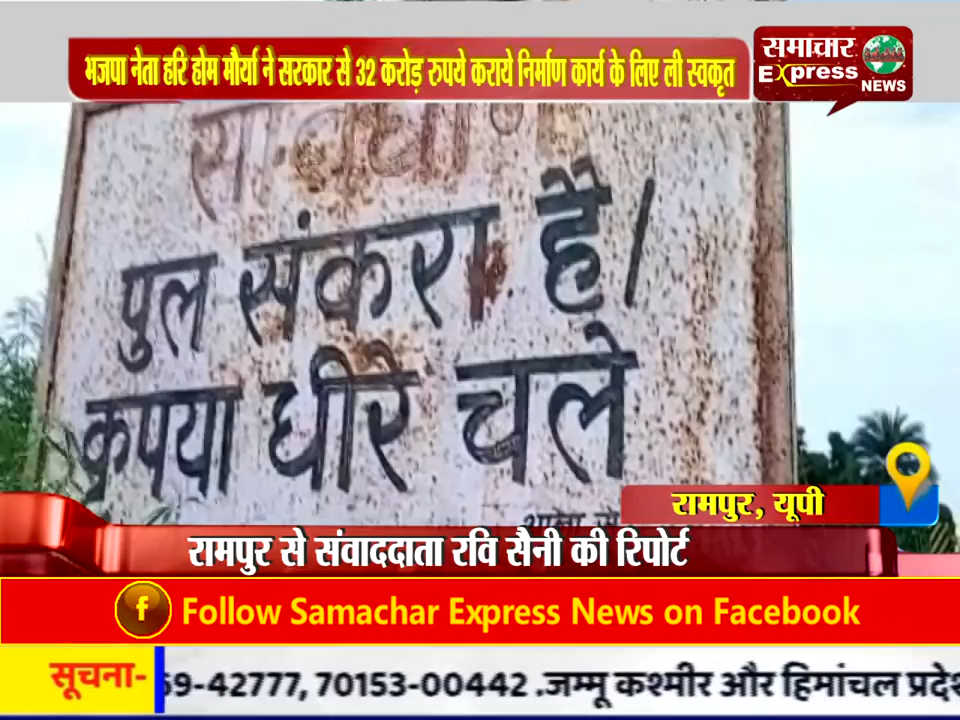 भजपा नेता हरि होम मौर्या ने सरकार से 32 करोड़ रुपये कराये निर्माण कार्य के लिए ली स्वकृत
समाचार
Express
NEWS
सावधान
पुल संकरा है।
कृपया धीरे चले
रामपुर, यूपी
रामपुर से संवाददाता रवि सैनी की रिपोर्ट
f Follow Samachar Express News on Facebook
सूचना- 69-42777, 70153-00442 .जम्मू कश्मीर और हिमांचल प्रदेश